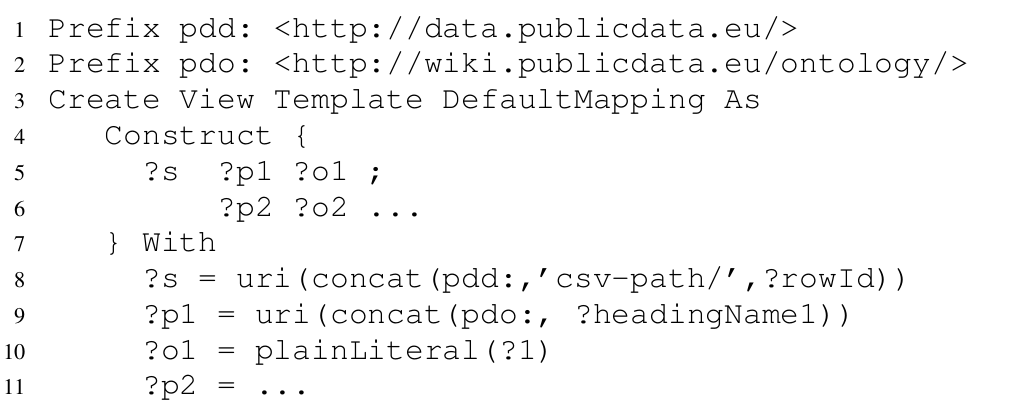 1 Prefix pdd: <http://data.publicdata.eu/>
2 Prefix pdo: <http://wiki.publicdata.eu/ontology/>
3 Create View Template DefaultMapping As
4 Construct {
5 ?s ?p1 ?o1 ;
6 ?p2 ?o2 ...
7 } With
8 ?s = uri(concat(pdd:,'csv-path/',?rowId))
9 ?p1 = uri(concat(pdo:, ?headingName1))
10 ?o1 = plainLiteral(?1)
11 ?p2 = ...